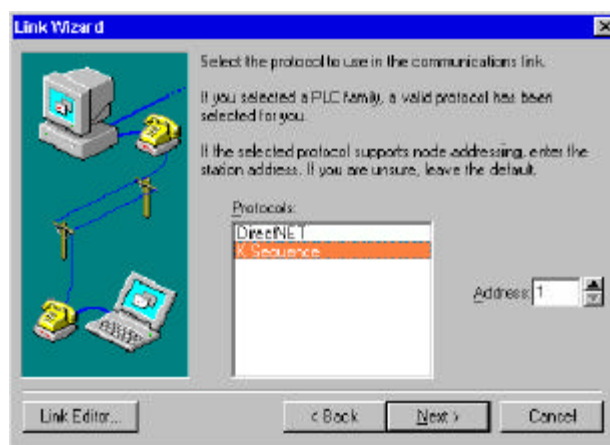 Link Wizard
Select the protocol to use in the communications link.
If you selected a PLC family, a valid protocol has been
selected for you.
If the selected protocol supports node addressing, enter the
station address. If you are unsure, leave the default.
Protocols:
DirectNET
K Sequence
Address: 1
Link Editor...
< Back
Next >
Cancel